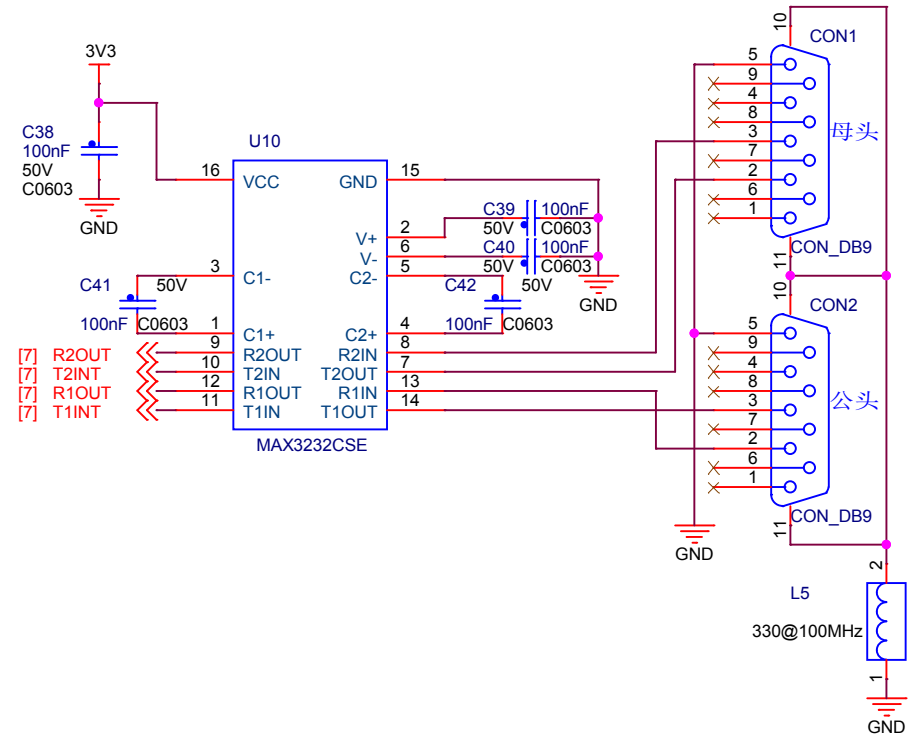 3V3
C38
100nF
50V
C0603
GND
U10
16 VCC
GND 15
V+ 2
V- 6
C2- 5
3 C1-
1 C1+
C2+ 4
9 R2OUT
R2IN 8
10 T2IN
T2OUT 7
12 R1OUT
R1IN 13
11 T1IN
T1OUT 14
MAX3232CSE
C39 100nF
50V C0603
C40 100nF
50V C0603
50V
GND
C41 50V
100nF C0603
C42
100nF C0603
[7] R2OUT
[7] T2INT
[7] R1OUT
[7] T1INT
10
CON1
5
9
4
8
3
7
2
6
1
母头
CON_DB9
11
10
CON2
5
9
4
8
3
7
2
6
1
公头
CON_DB9
11
GND
2
L5
330@100MHz
1
GND